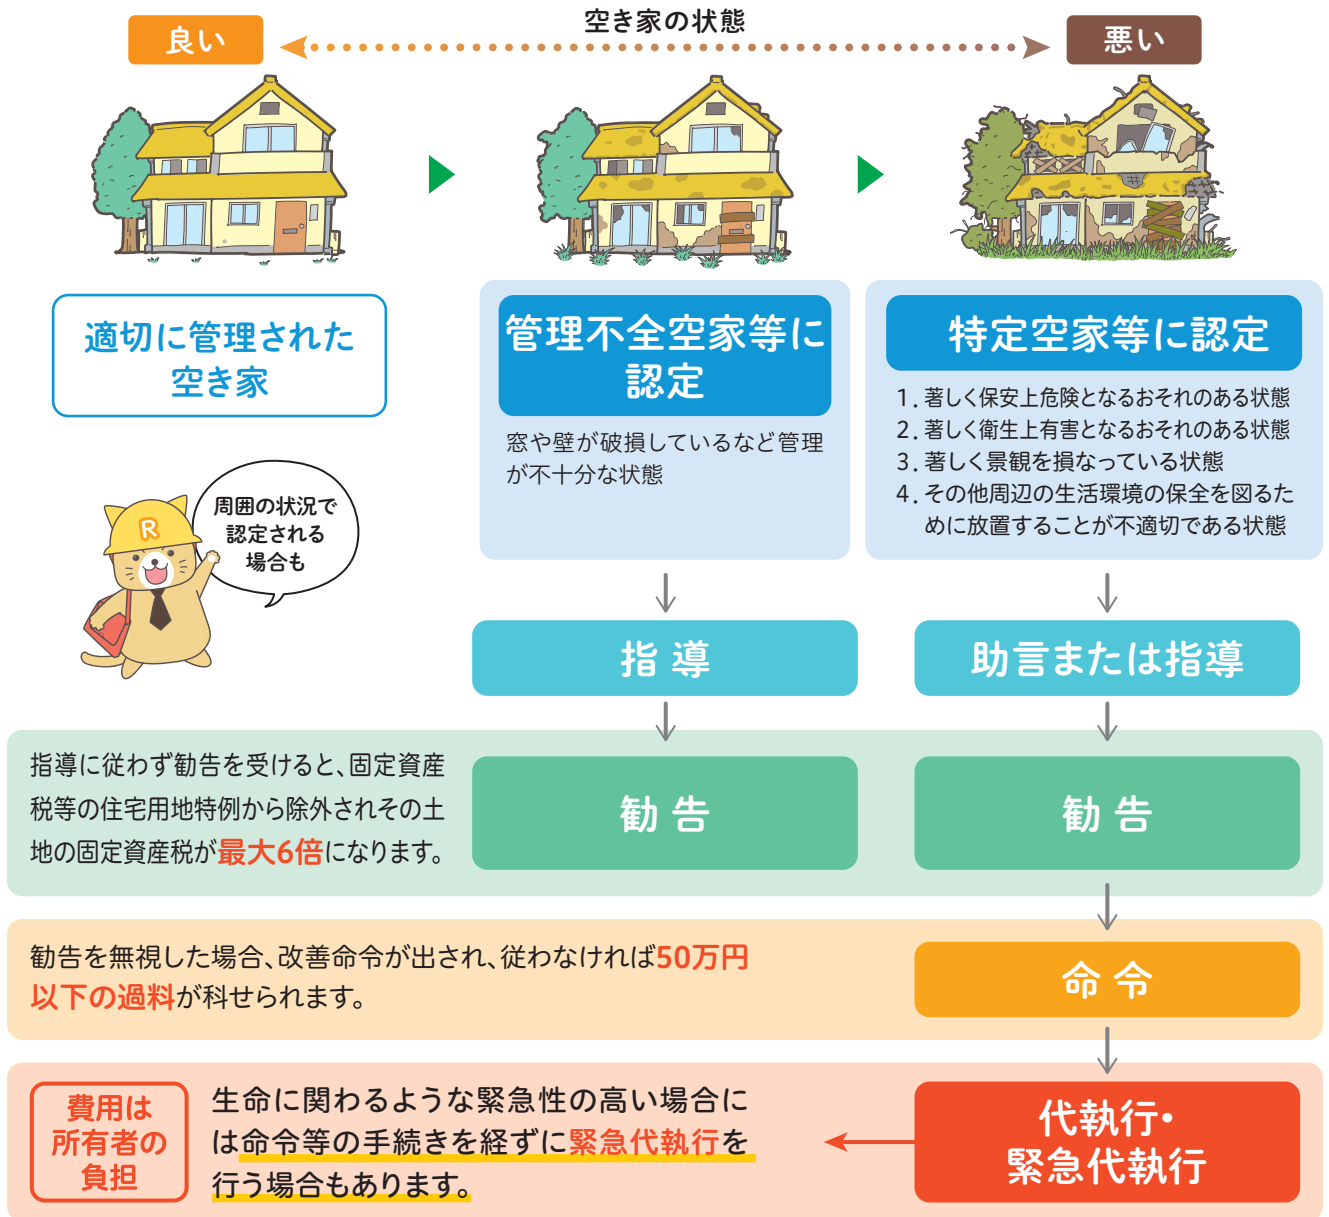 空き家の状態
良い
悪い
適切に管理された
空き家
管理不全空家等に
認定
窓や壁が破損しているなど管理
が不十分な状態
特定空家等に認定
1. 著しく保安上危険となるおそれのある状態
2. 著しく衛生上有害となるおそれのある状態
3. 著しく景観を損なっている状態
4. その他周辺の生活環境の保全を図るた
めに放置することが不適切である状態
R
周囲の状況で
認定される
場合も
指導
助言または指導
指導に従わず勧告を受けると、固定資産
税等の住宅用地特例から除外されその土
地の固定資産税が最大6倍になります。
勧告
勧告
勧告を無視した場合、改善命令が出され、従わなければ50万円
以下の過料が科せられます。
命令
費用は
所有者の
負担
生命に関わるような緊急性の高い場合に
は命令等の手続きを経ずに緊急代執行を
行う場合もあります。
代執行・
緊急代執行